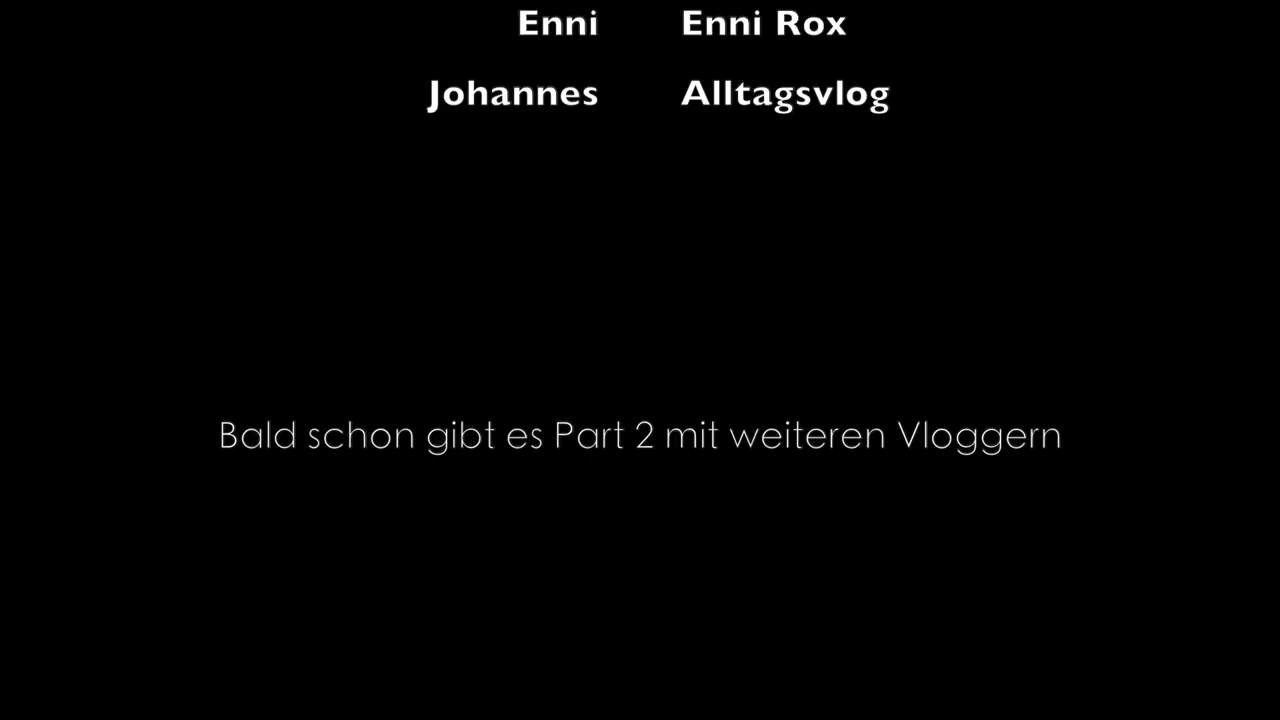 Enni Enni Rox
Johannes Alltagsvlog
Bald schon gibt es Part 2 mit weiteren Vloggern